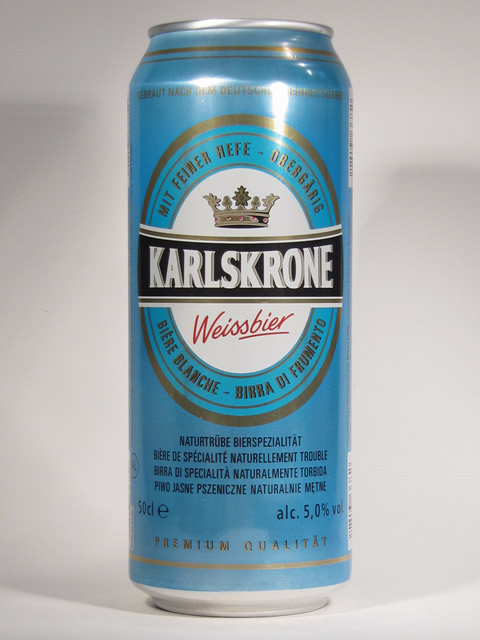 GEBRAUT NACH DEM DEUTSCHEN REINHEITSGEBOT
MIT FEINER HEFE - OBERGÄRIG
KARLSKRONE
Weissbier
BIÈRE BLANCHE - BIRRA DI FRUMENTO
NATURTRÜBE BIERSPEZIALITÄT
BIÈRE DE SPÉCIALITÉ NATURELLEMENT TROUBLE
BIRRA DI SPECIALITÀ NATURALMENTE TORBIDA
PIWO JASNE PSZENICZNE NATURALNIE MĘTNE
50cl ℮ alc. 5,0% vol.
PREMIUM QUALITÄT